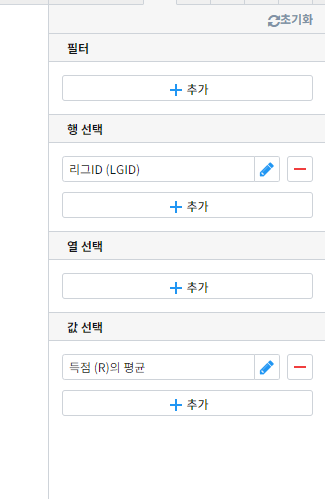 초기화
필터
추가
행 선택
리그ID (LGID)
추가
열 선택
추가
값 선택
득점 (R)의 평균
추가